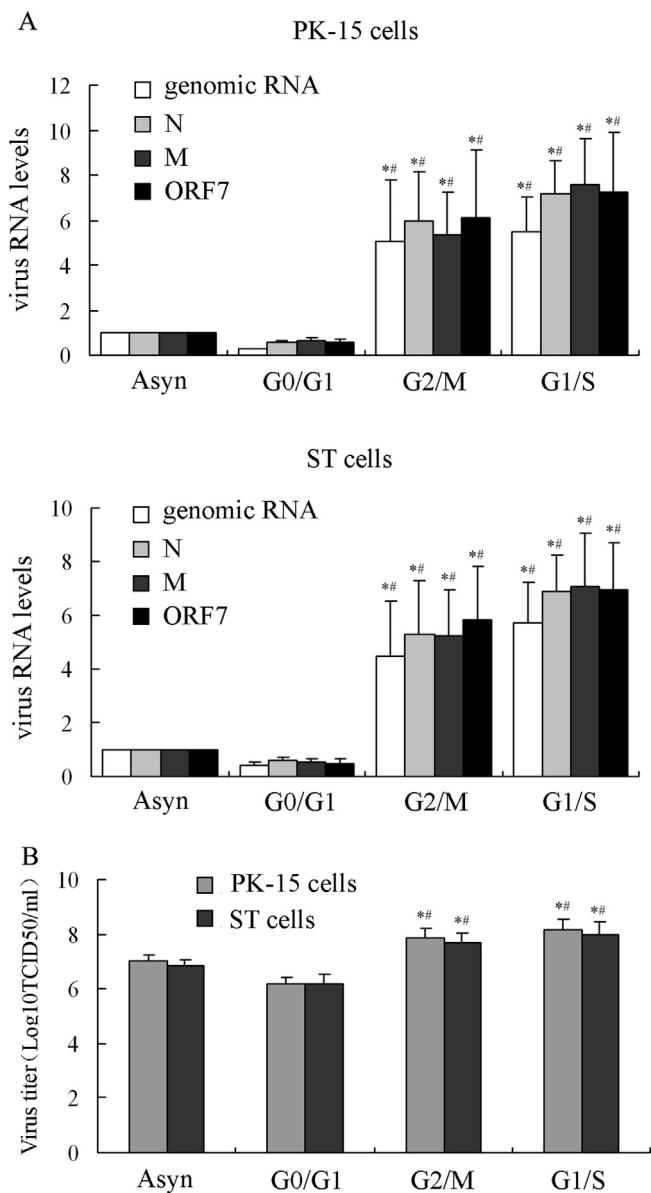 A
PK-15 cells
virus RNA levels
12
10
8
6
4
2
0
genomic RNA
N
M
ORF7
*# *# *# *# *# *# *# *#
Asyn G0/G1 G2/M G1/S
ST cells
virus RNA levels
10
8
6
4
2
0
genomic RNA
N
M
ORF7
*# *# *# *# *# *# *# *#
Asyn G0/G1 G2/M G1/S
B
Virus titer (Log10TCID50/ml)
10
8
6
4
2
0
PK-15 cells
ST cells
*# *# *# *#
Asyn G0/G1 G2/M G1/S